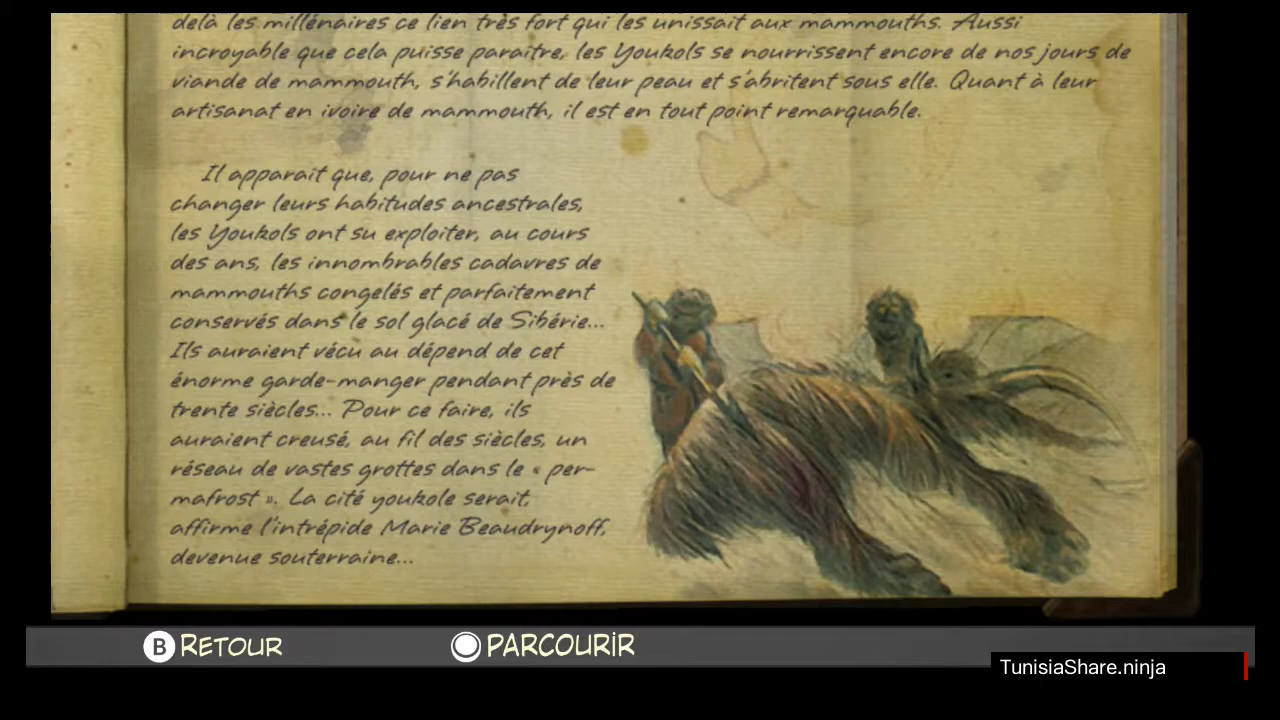 delà les millénaires ce lien très fort qui les unissait aux mammouths. Aussi
incroyable que cela puisse paraitre, les Youkols se nourrissent encore de nos jours de
viande de mammouth, s'habillent de leur peau et s'abritent sous elle. Quant à leur
artisanat en ivoire de mammouth, il est en tout point remarquable.
Il apparait que, pour ne pas
changer leurs habitudes ancestrales,
les Youkols ont su exploiter, au cours
des ans, les innombrables cadavres de
mammouths congelés et parfaitement
conservés dans le sol glacé de Sibérie...
Ils auraient vécu au dépend de cet
énorme garde-manger pendant près de
trente siècles... Pour ce faire, ils
auraient creusé, au fil des siècles, un
réseau de vastes grottes dans le « per-
mafrost ». La cité youkole serait,
affirme l'intrépide Marie Beaudrynoff,
devenue souterraine...
B RETOUR PARCOURIR
TunisiaShare.ninja